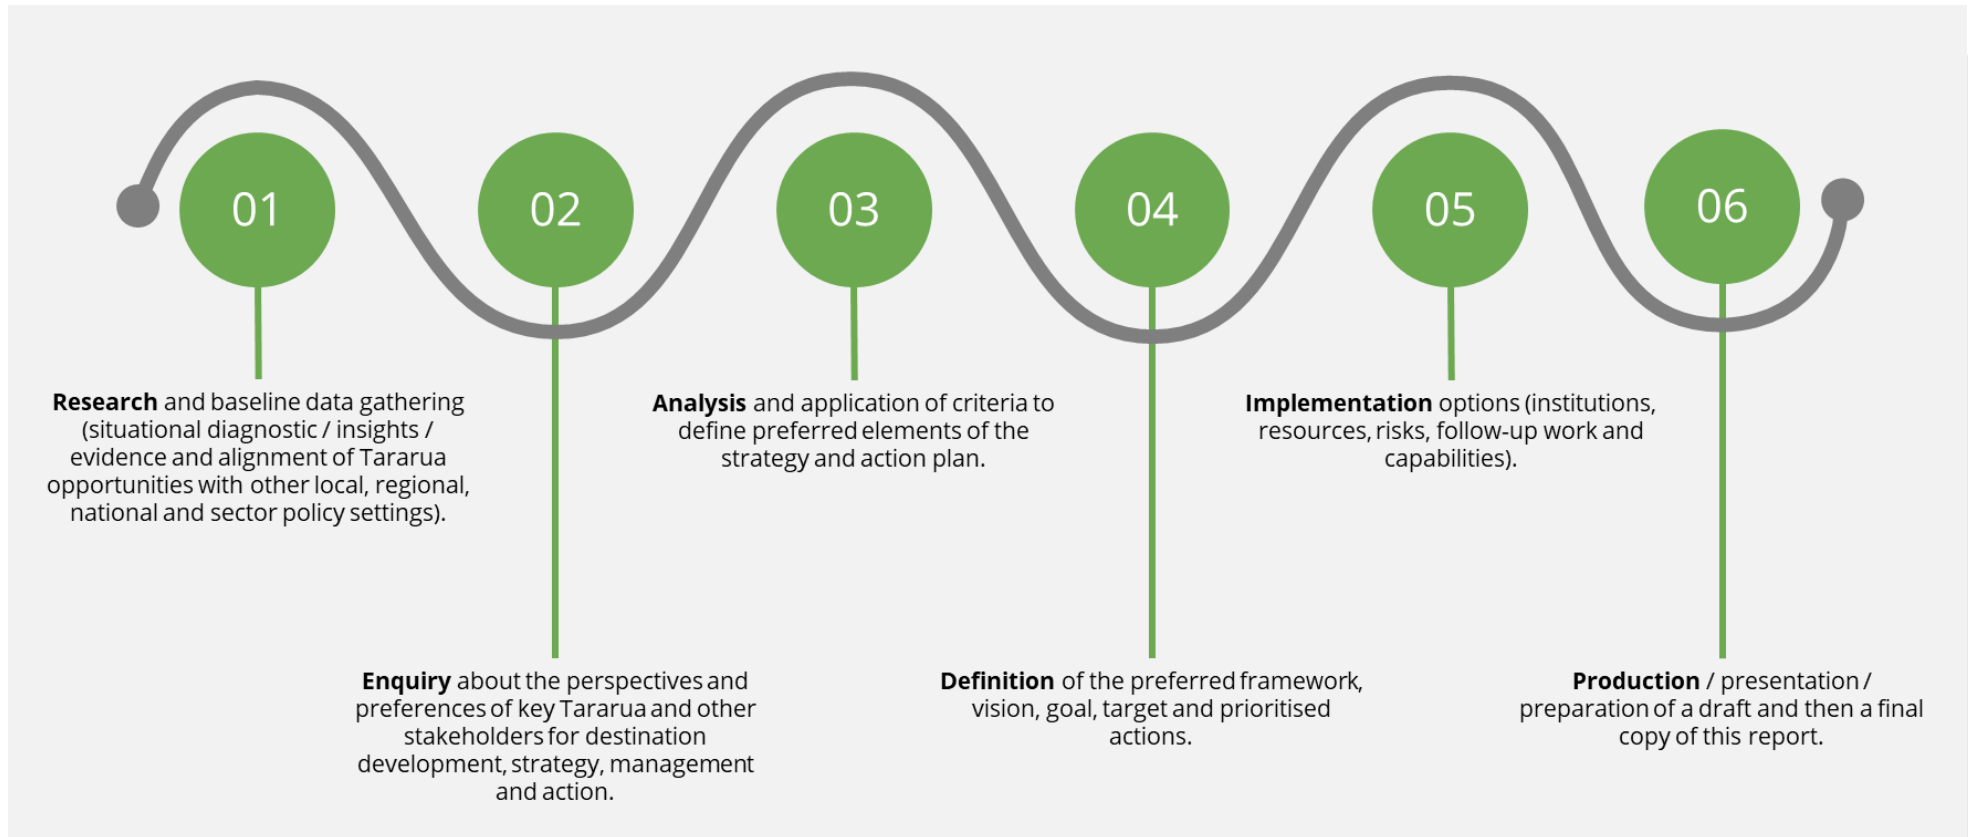 01
02
03
04
05
06
Research and baseline data gathering
(situational diagnostic / insights /
evidence and alignment of Tararua
opportunities with other local, regional,
national and sector policy settings).
Enquiry about the perspectives and
preferences of key Tararua and other
stakeholders for destination
development, strategy, management
and action.
Analysis and application of criteria to
define preferred elements of the
strategy and action plan.
Definition of the preferred framework,
vision, goal, target and prioritised
actions.
Implementation options (institutions,
resources, risks, follow-up work and
capabilities).
Production / presentation /
preparation of a draft and then a final
copy of this report.